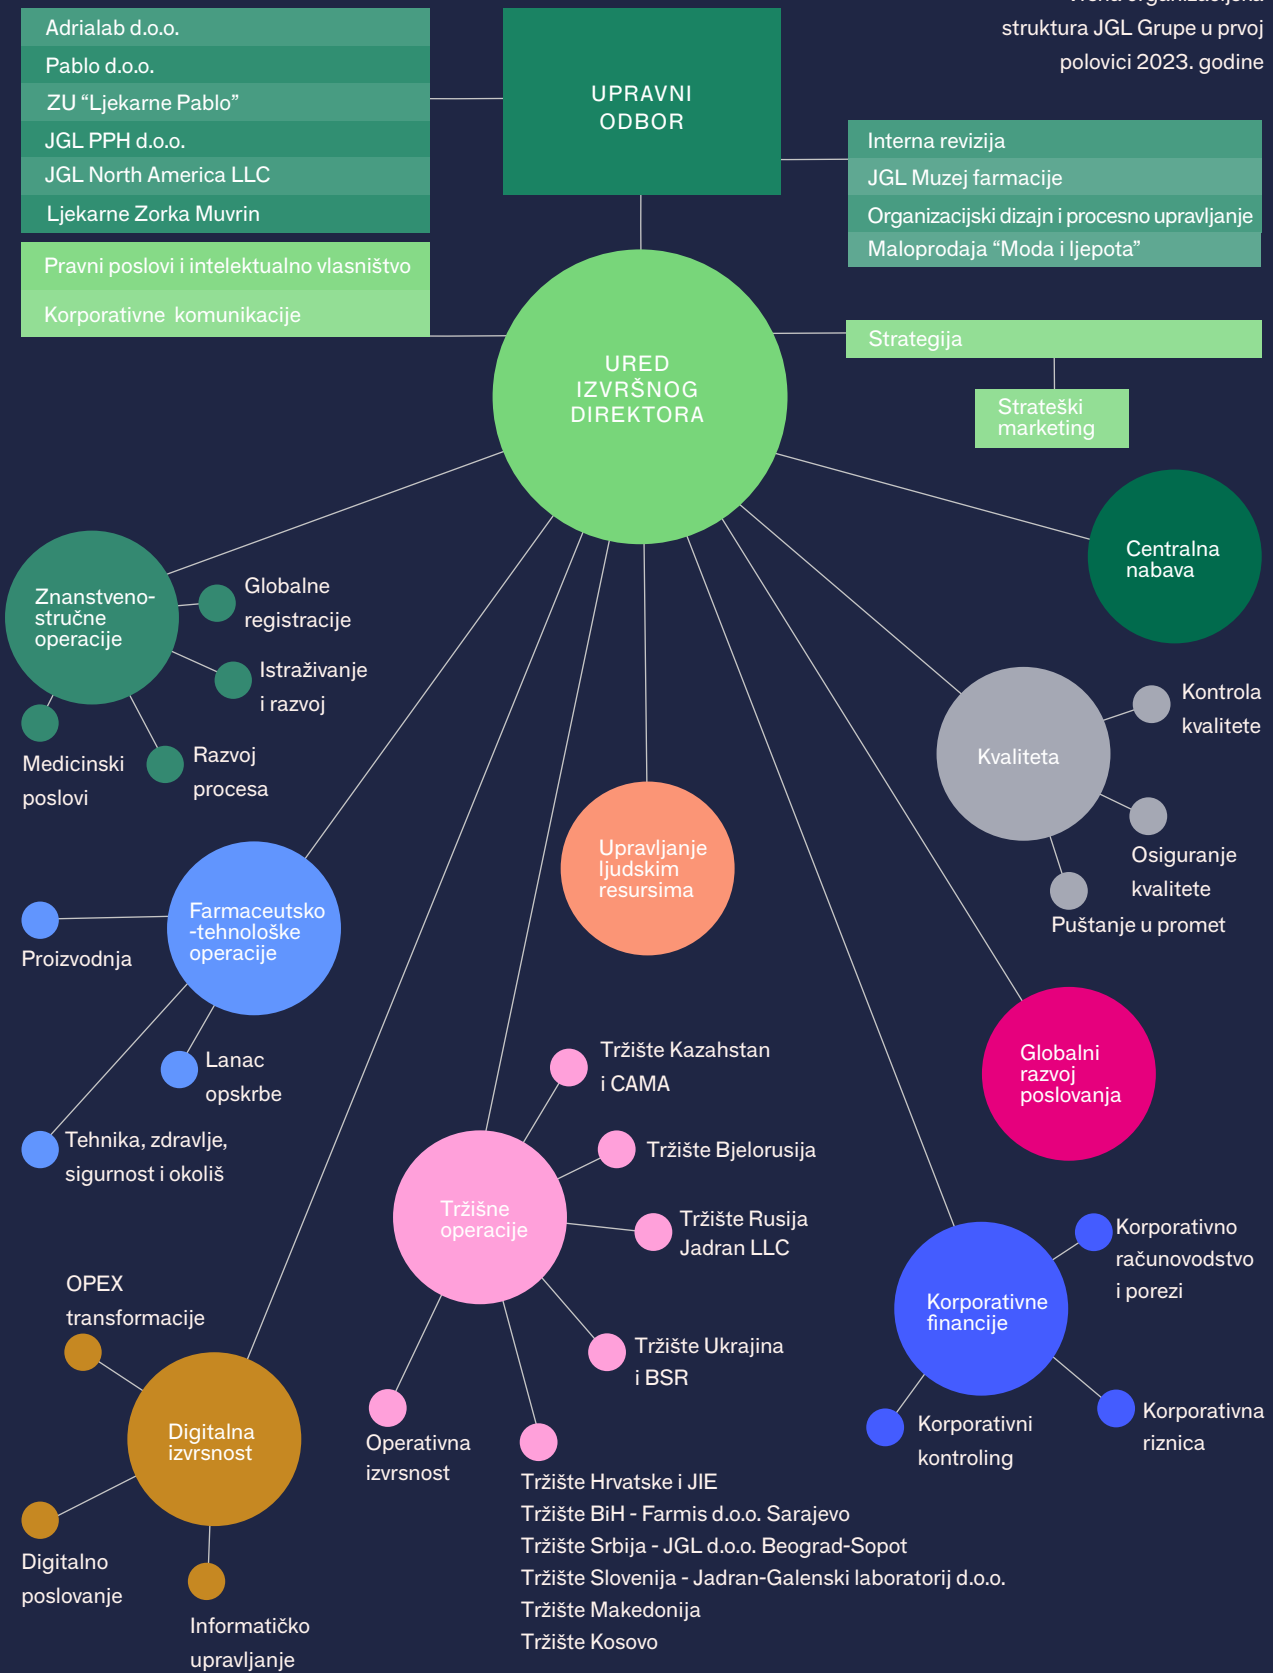 Adrialab d.o.o.
Pablo d.o.o.
ZU “Ljekarne Pablo”
JGL PPH d.o.o.
JGL North America LLC
Ljekarne Zorka Muvrin
Pravni poslovi i intelektualno vlasništvo
Korporativne komunikacije
UPRAVNI
ODBOR
struktura JGL Grupe u prvoj
polovici 2023. godine
Interna revizija
JGL Muzej farmacije
Organizacijski dizajn i procesno upravljanje
Maloprodaja “Moda i ljepota”
URED
IZVRŠNOG
DIREKTORA
Strategija
Strateški
marketing
Centralna
nabava
Znanstveno-
stručne
operacije
Globalne
registracije
Istraživanje
i razvoj
Medicinski
poslovi
Razvoj
procesa
Kvaliteta
Kontrola
kvalitete
Osiguranje
kvalitete
Puštanje u promet
Upravljanje
ljudskim
resursima
Farmaceutsko
-tehnološke
operacije
Proizvodnja
Lanac
opskrbe
Tehnika, zdravlje,
sigurnost i okoliš
Globalni
razvoj
poslovanja
Tržišne
operacije
Tržište Kazahstan
i CAMA
Tržište Bjelorusija
Tržište Rusija
Jadran LLC
Tržište Ukrajina
i BSR
Operativna
izvrsnost
Tržište Hrvatske i JIE
Tržište BiH - Farmis d.o.o. Sarajevo
Tržište Srbija - JGL d.o.o. Beograd-Sopot
Tržište Slovenija - Jadran-Galenski laboratorij d.o.o.
Tržište Makedonija
Tržište Kosovo
Korporativne
financije
Korporativno
računovodstvo
i porezi
Korporativni
kontroling
Korporativna
riznica
OPEX
transformacije
Digitalna
izvrsnost
Digitalno
poslovanje
Informatičko
upravljanje